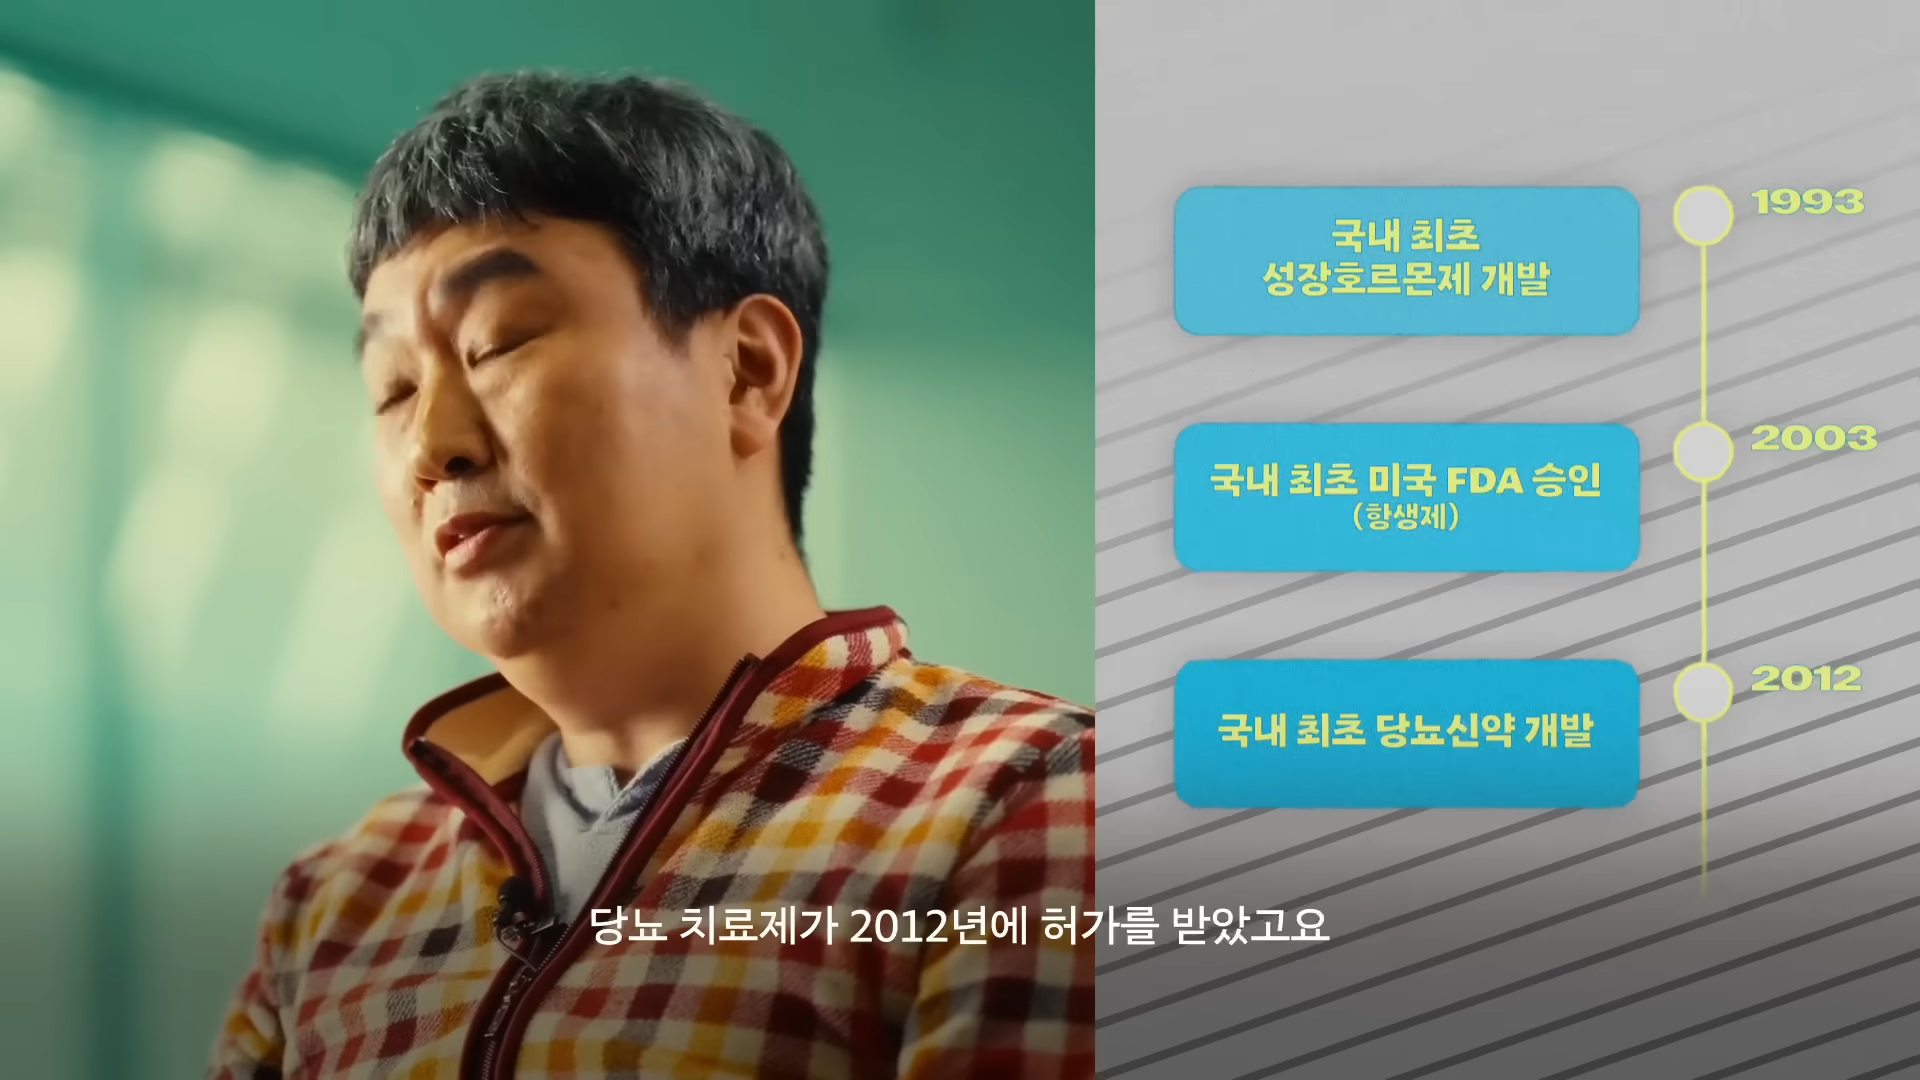 국내 최초
성장호르몬제 개발
1993
국내 최초 미국 FDA 승인
(항생제)
2003
국내 최초 당뇨신약 개발
2012
당뇨 치료제가 2012년에 허가를 받았고요